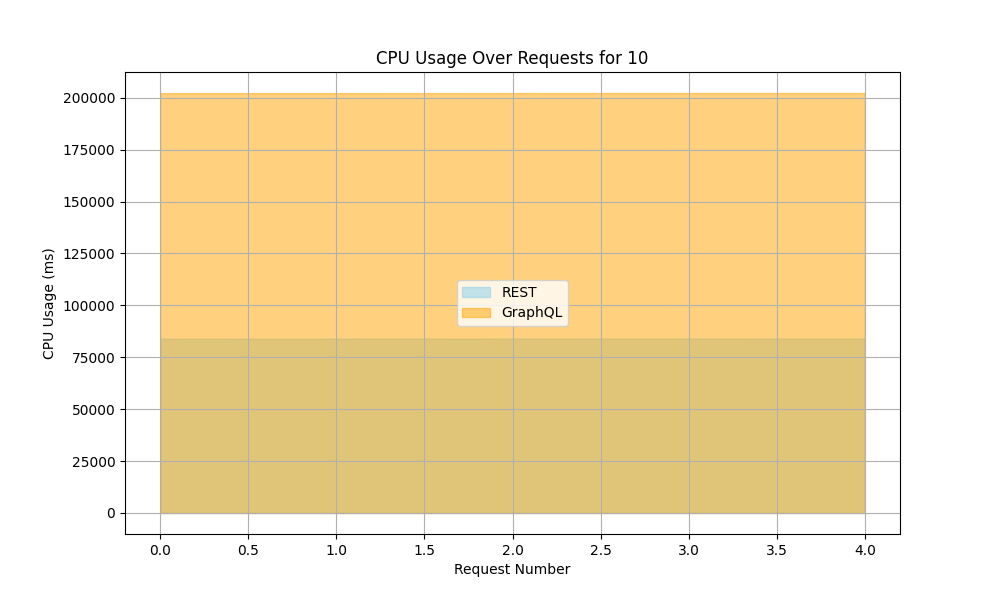 CPU Usage Over Requests for 10
CPU Usage (ms)
200000
175000
150000
125000
100000
75000
50000
25000
0
REST
GraphQL
0.0 0.5 1.0 1.5 2.0 2.5 3.0 3.5 4.0
Request Number